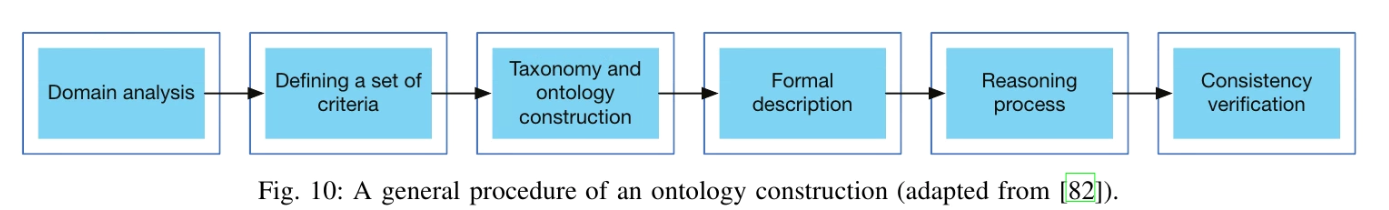 Domain analysis
Defining a set of
criteria
Taxonomy and
ontology
construction
Formal
description
Reasoning
process
Consistency
verification
Fig. 10: A general procedure of an ontology construction (adapted from [82]).